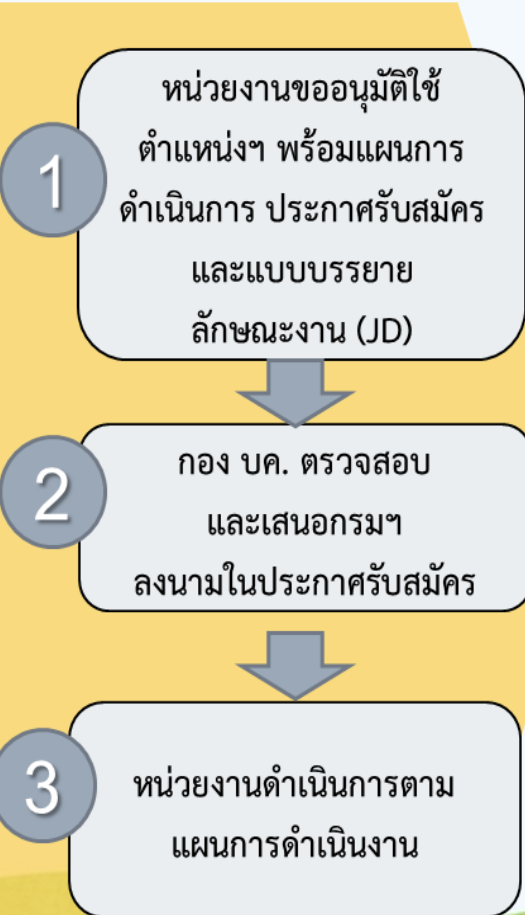 1
หน่วยงานขออนุมัติใช้
ตำแหน่งฯ พร้อมแผนการ
ดำเนินการ ประกาศรับสมัคร
และแบบบรรยาย
ลักษณะงาน (JD)
2
กอง บค. ตรวจสอบ
และเสนอกรมฯ
ลงนามในประกาศรับสมัคร
3
หน่วยงานดำเนินการตาม
แผนการดำเนินงาน